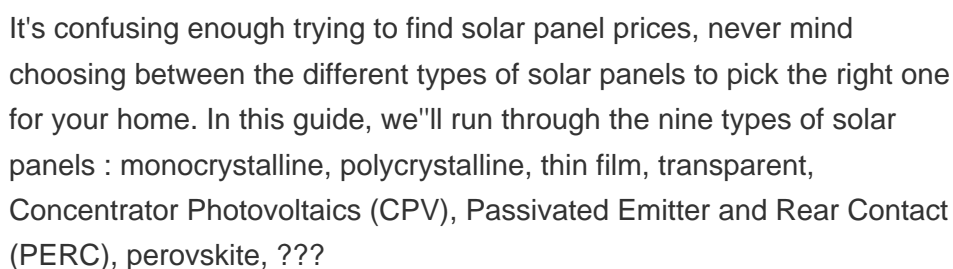 It's confusing enough trying to find solar panel prices, never mind
choosing between the different types of solar panels to pick the right one
for your home. In this guide, we"ll run through the nine types of solar
panels : monocrystalline, polycrystalline, thin film, transparent,
Concentrator Photovoltaics (CPV), Passivated Emitter and Rear Contact
(PERC), perovskite, ???